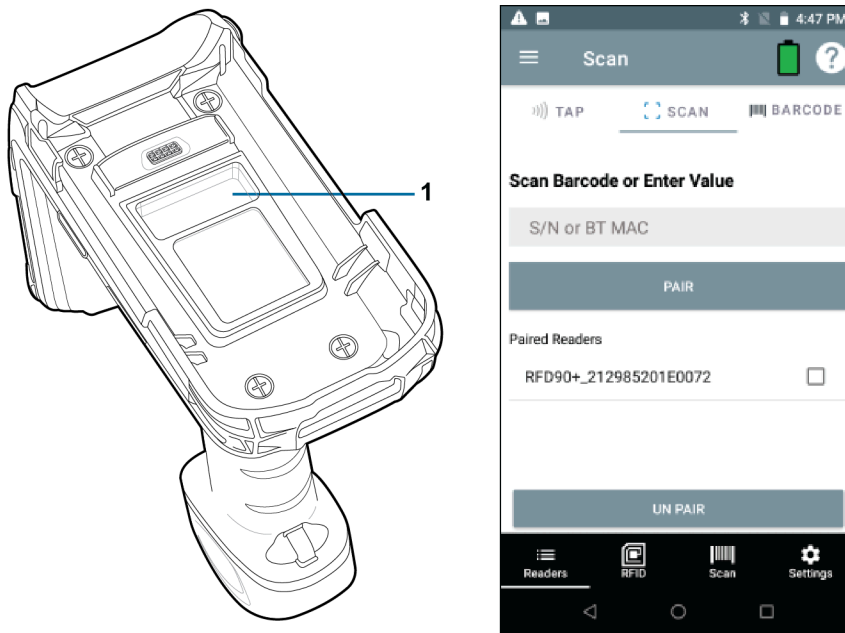 1
4:47 PM
Scan
?
TAP
SCAN
BARCODE
Scan Barcode or Enter Value
S/N or BT MAC
PAIR
Paired Readers
RFD90+_212985201E0072
UN PAIR
Readers
RFID
Scan
Settings